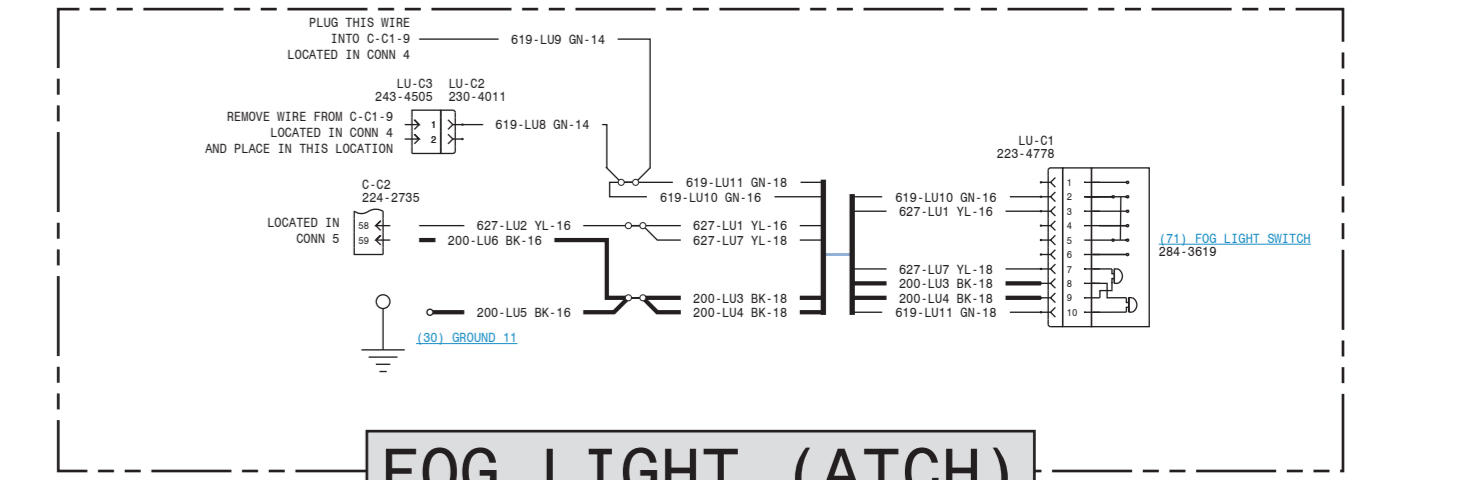 PLUG THIS WIRE
INTO C-C1-9
LOCATED IN CONN 4
619-LU9 GN-14
LU-C3 LU-C2
243-4505 230-4011
REMOVE WIRE FROM C-C1-9
LOCATED IN CONN 4
AND PLACE IN THIS LOCATION
1
2
619-LU8 GN-14
C-C2
224-2735
LOCATED IN
CONN 5
58
59
619-LU11 GN-18
619-LU10 GN-16
627-LU2 YL-16
627-LU1 YL-16
200-LU6 BK-16
627-LU7 YL-18
200-LU3 BK-18
200-LU5 BK-16
200-LU4 BK-18
(30) GROUND 11
LU-C1
223-4778
619-LU10 GN-16
627-LU1 YL-16
627-LU7 YL-18
200-LU3 BK-18
200-LU4 BK-18
619-LU11 GN-18
1
2
3
4
5
6
7
8
9
10
(71) FOG LIGHT SWITCH
284-3619
FOG LIGHT (ATCH)